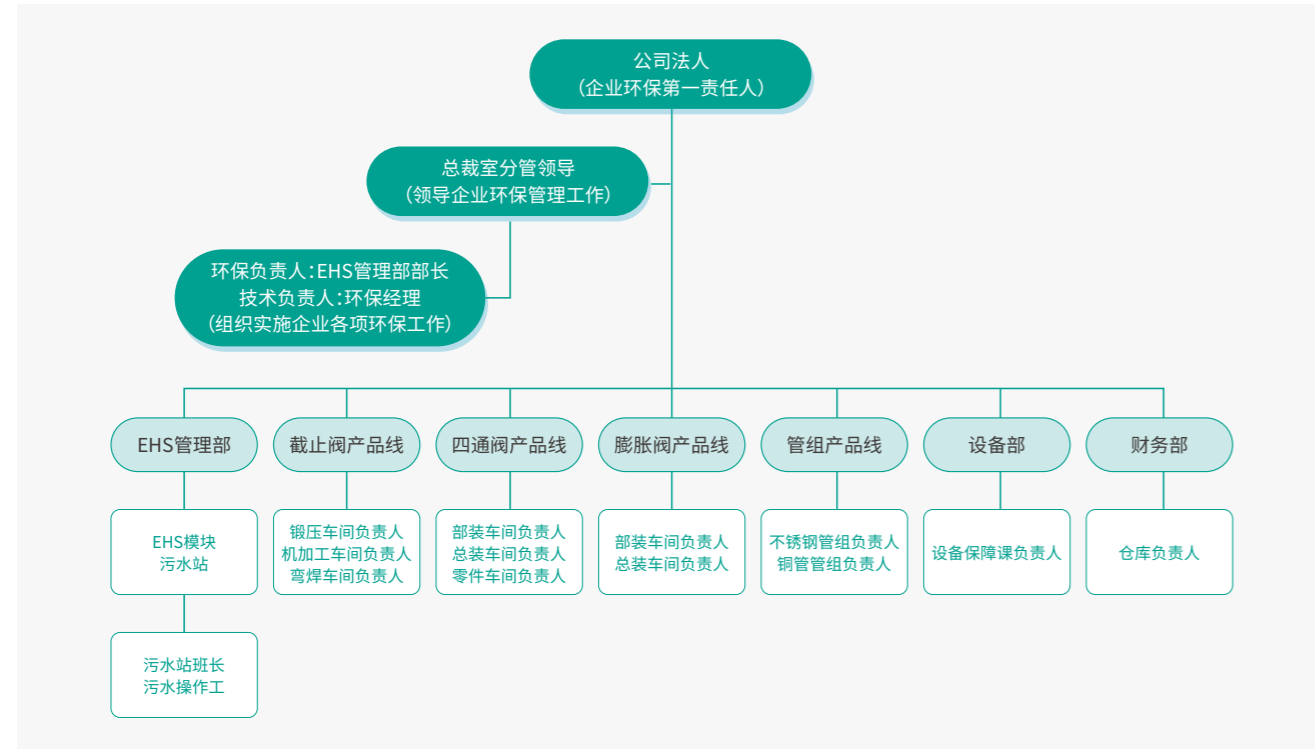 公司法人
（企业环保第一责任人）
总裁室分管领导
（领导企业环保管理工作）
环保负责人：EHS管理部部长
技术负责人：环保经理
（组织实施企业各项环保工作）
EHS管理部
截止阀产品线
四通阀产品线
膨胀阀产品线
管组产品线
设备部
财务部
EHS模块
污水站
锻压车间负责人
机加工车间负责人
弯焊车间负责人
部装车间负责人
总装车间负责人
零件车间负责人
部装车间负责人
总装车间负责人
不锈钢管组负责人
铜管管组负责人
设备保障课负责人
仓库负责人
污水站班长
污水操作工